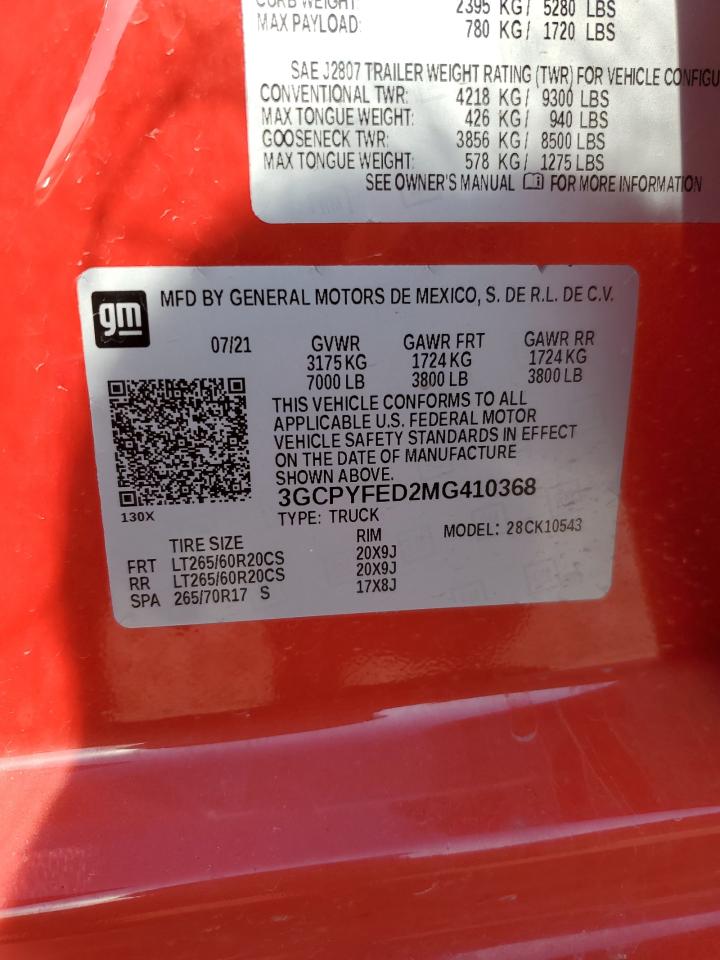 CURB WEIGHT: 2395 KG/ 5280 LBS
MAX PAYLOAD: 780 KG/ 1720 LBS
SAE J2807 TRAILER WEIGHT RATING (TWR) FOR VEHICLE CONFIGU
CONVENTIONAL TWR: 4218 KG/ 9300 LBS
MAX TONGUE WEIGHT: 426 KG/ 940 LBS
GOOSENECK TWR: 3856 KG/ 8500 LBS
MAX TONGUE WEIGHT: 578 KG/ 1275 LBS
SEE OWNER'S MANUAL FOR MORE INFORMATION
gm
MFD BY GENERAL MOTORS DE MEXICO, S. DE R.L. DE C.V.
07/21 GVWR GAWR FRT GAWR RR
3175 KG 1724 KG 1724 KG
7000 LB 3800 LB 3800 LB
THIS VEHICLE CONFORMS TO ALL
APPLICABLE U.S. FEDERAL MOTOR
VEHICLE SAFETY STANDARDS IN EFFECT
ON THE DATE OF MANUFACTURE
SHOWN ABOVE.
3GCPYFED2MG410368
130X
TYPE: TRUCK MODEL: 28CK10543
TIRE SIZE RIM
FRT LT265/60R20CS 20X9J
RR LT265/60R20CS 20X9J
SPA 265/70R17 S 17X8J